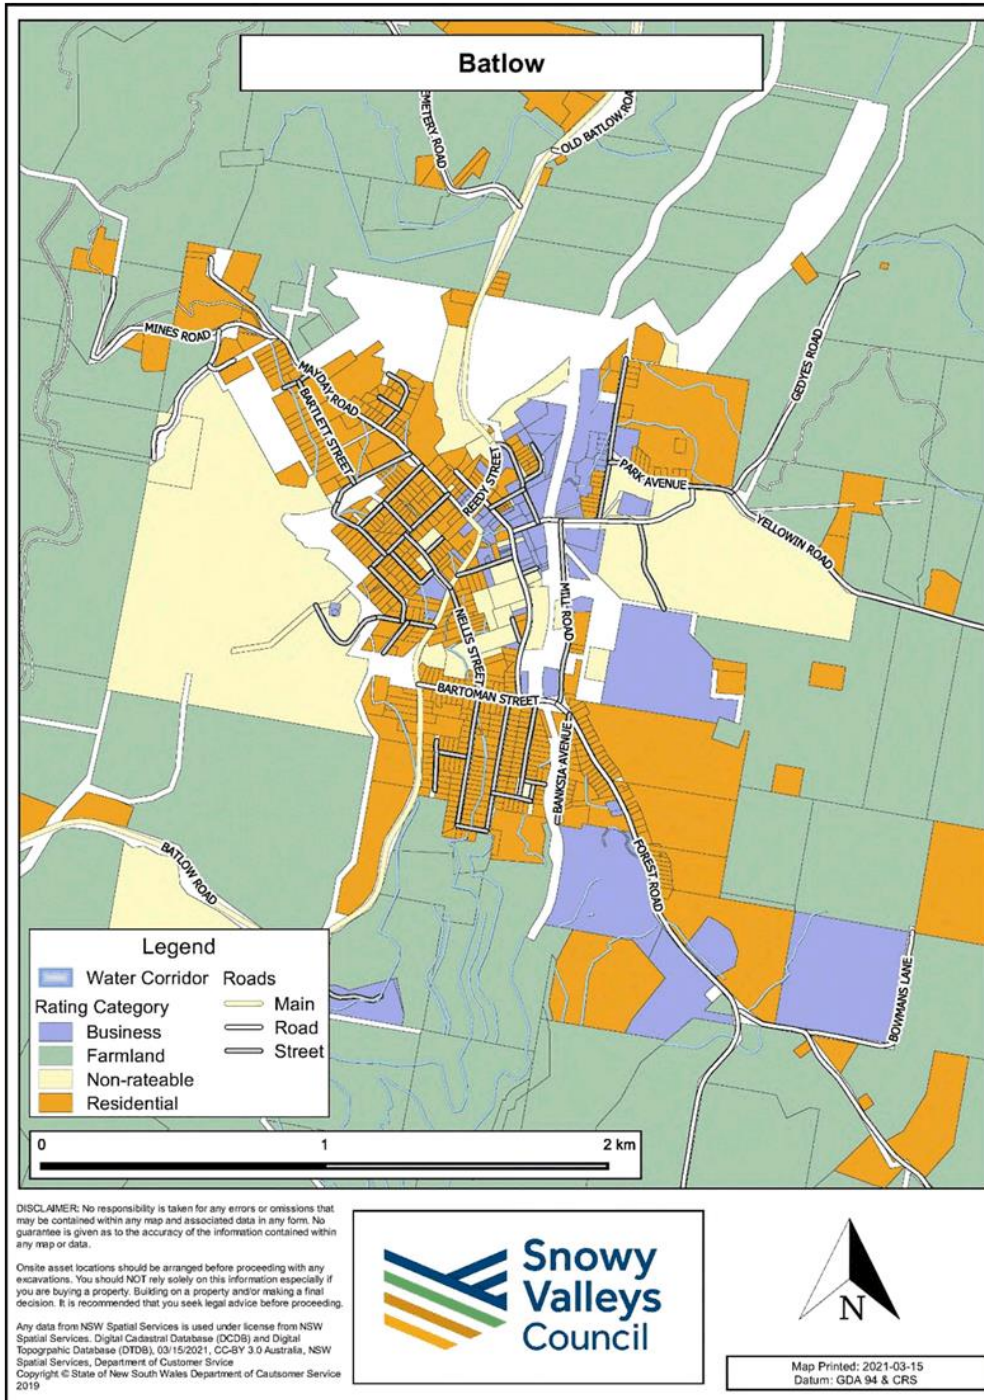 Batlow
EMETERY ROAD
OLD BATLOW ROA
MINES ROAD
MAYDAY ROAD
BARTLETT STREET
REEDY STREET
GEDYES ROAD
PARK AVENUE
YELLOWIN ROAD
MILL ROAD
NELLIS STREET
BARTOMAN STREET
BANKSIA AVENUE
FOREST ROAD
BATLOW ROAD
BOWMANS LANE
Legend
Water Corridor
Roads
Rating Category
Main
Business
Road
Farmland
Street
Non-rateable
Residential
0 1 2 km
DISCLAIMER: No responsibility is taken for any errors or omissions that
may be contained within any map and associated data in any form. No
guarantee is given as to the accuracy of the information contained within
any map or data.
Onsite asset locations should be arranged before proceeding with any
excavations. You should NOT rely solely on this information especially if
you are buying a property. Building on a property and/or making a final
decision. It is recommended that you seek legal advice before proceeding.
Any data from NSW Spatial Services is used under license from NSW
Spatial Services. Digital Cadastral Database (DCDB) and Digital
Topogrpahic Database (DTDB), 03/15/2021, CC-BY 3.0 Australia, NSW
Spatial Services, Department of Customer Srvice
Copyright © State of New South Wales Department of Cautsomer Service
2019
Snowy
Valleys
Council
N
Map Printed: 2021-03-15
Datum: GDA 94 & CRS